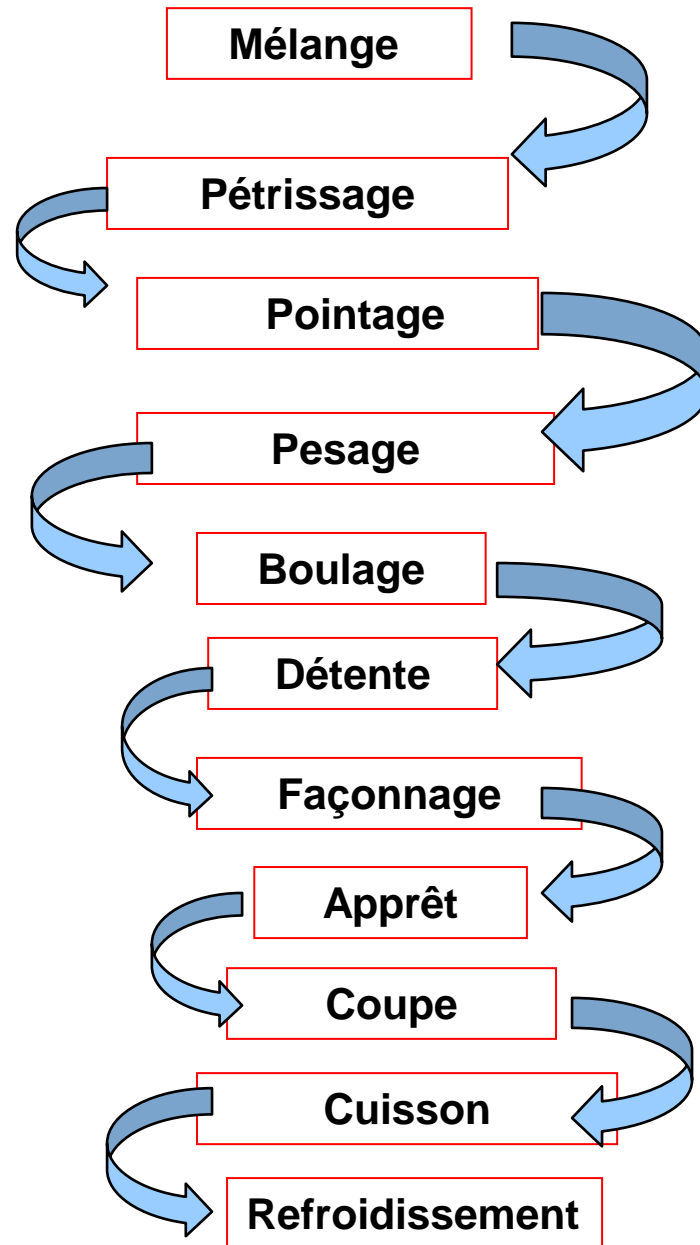 Mélange
Pétrissage
Pointage
Pesage
Boulage
Détente
Façonnage
Apprêt
Coupe
Cuisson
Refroidissement